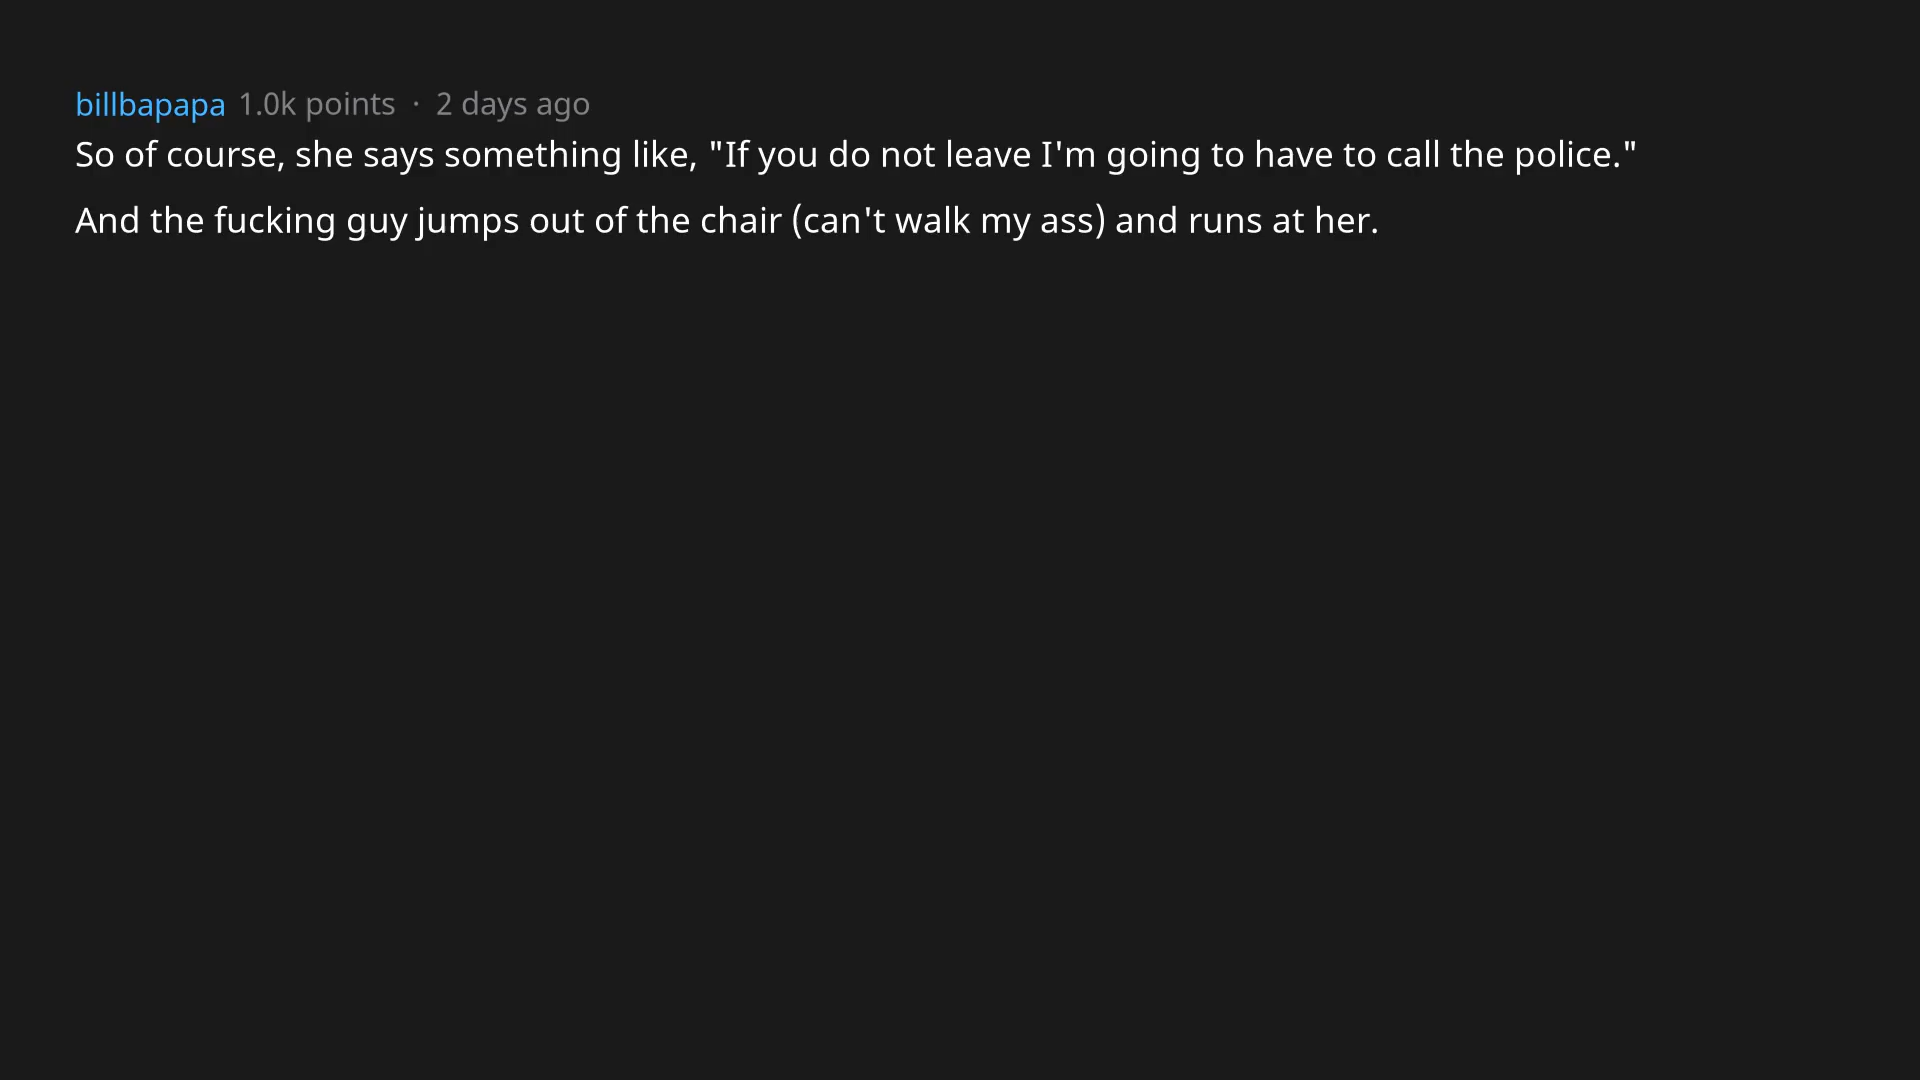 billbapapa 1.0k points · 2 days ago
So of course, she says something like, "If you do not leave I'm going to have to call the police."
And the fucking guy jumps out of the chair (can't walk my ass) and runs at her.